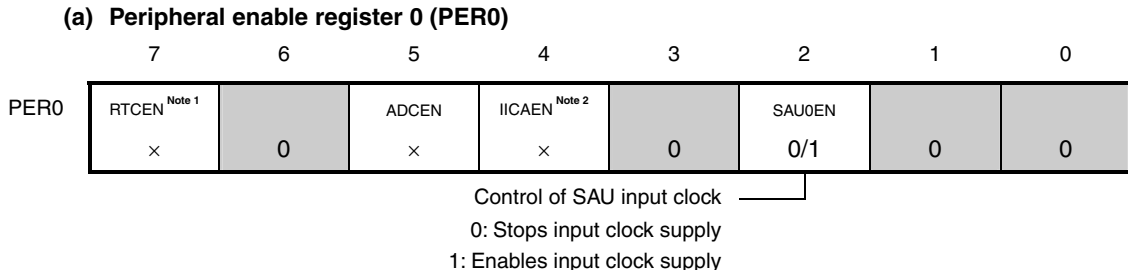 (a) Peripheral enable register 0 (PER0)
7 6 5 4 3 2 1 0
PER0 RTCEN Note 1 ADCEN IICAEN Note 2 SAU0EN
× 0 × × 0 0/1 0 0
Control of SAU input clock
0: Stops input clock supply
1: Enables input clock supply